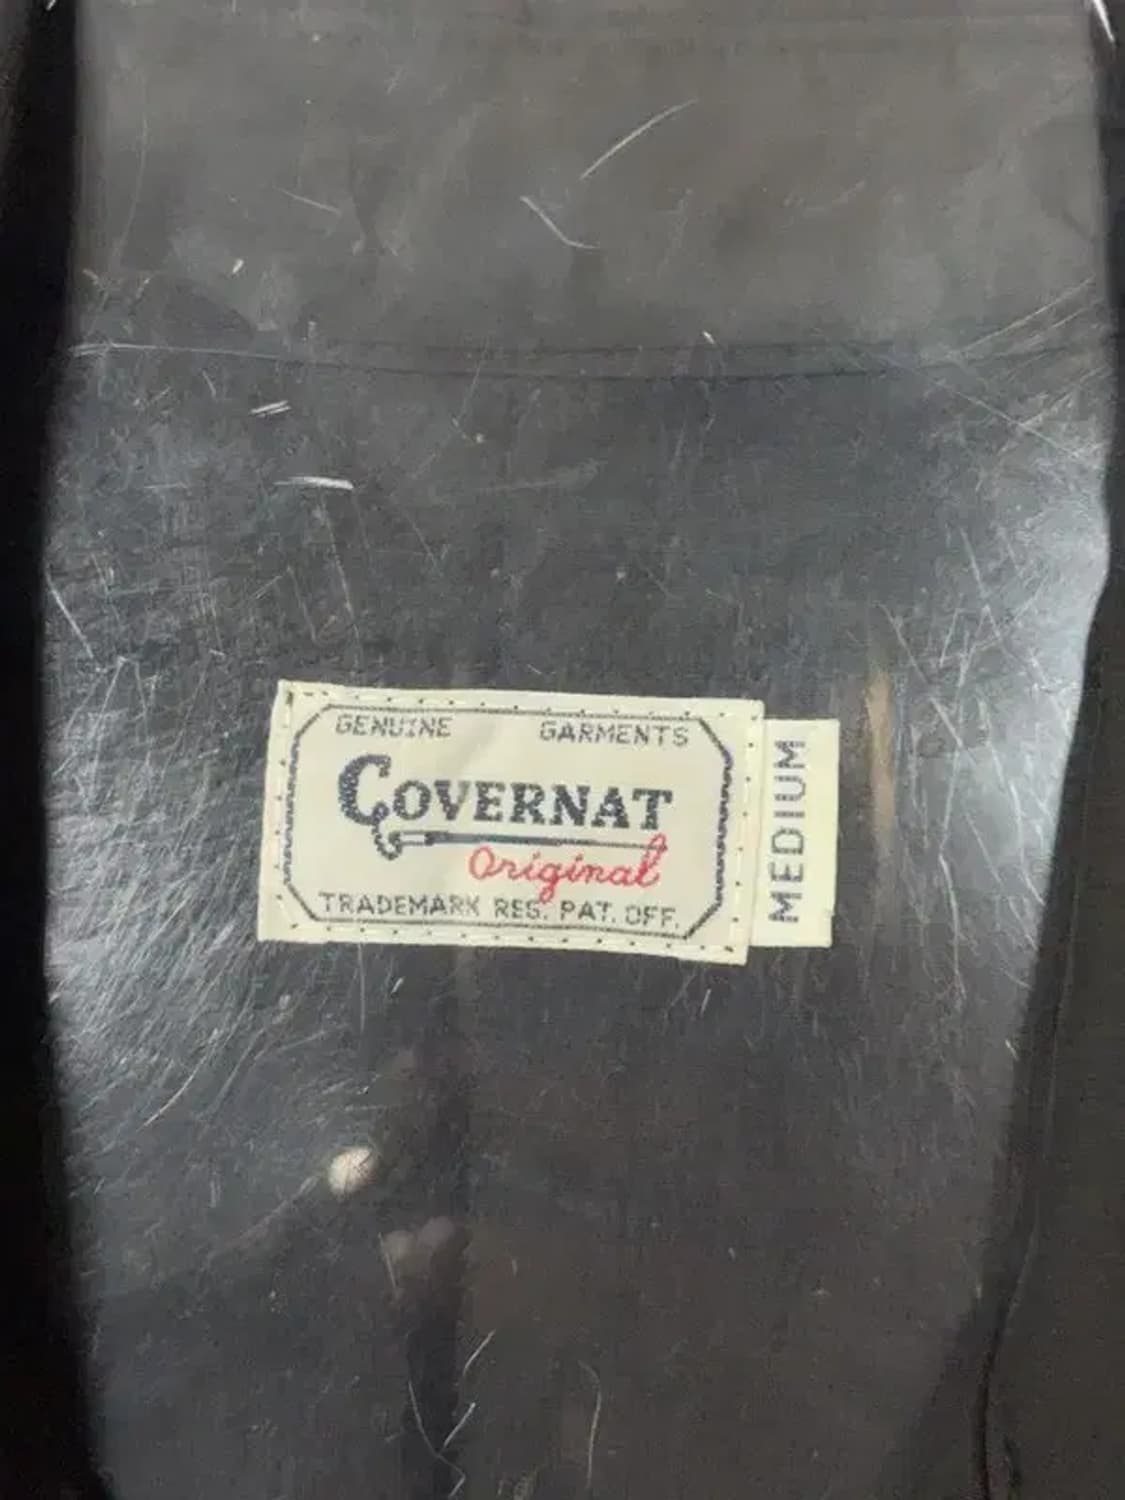 GENUINE GARMENTS
COVERNAT
Original
TRADEMARK REG. PAT. OFF.
MEDIUM